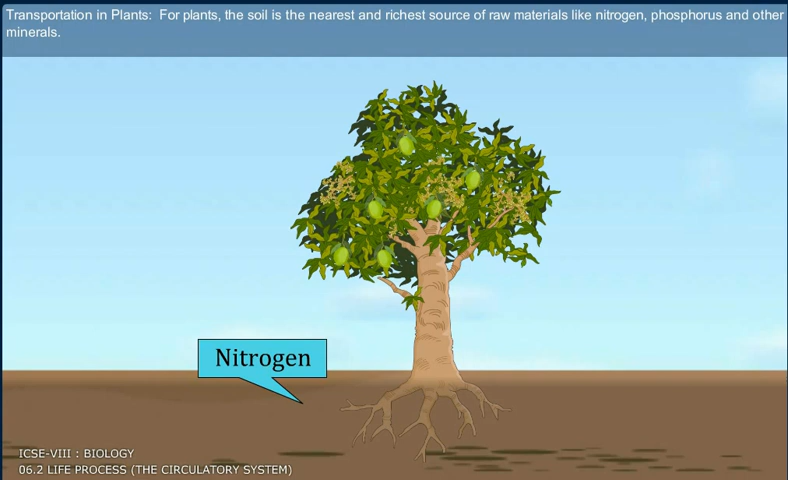 Transportation in Plants:  For plants, the soil is the nearest and richest source of raw materials like nitrogen, phosphorus and other
minerals.
Nitrogen
ICSE-VIII : BIOLOGY
06.2 LIFE PROCESS (THE CIRCULATORY SYSTEM)